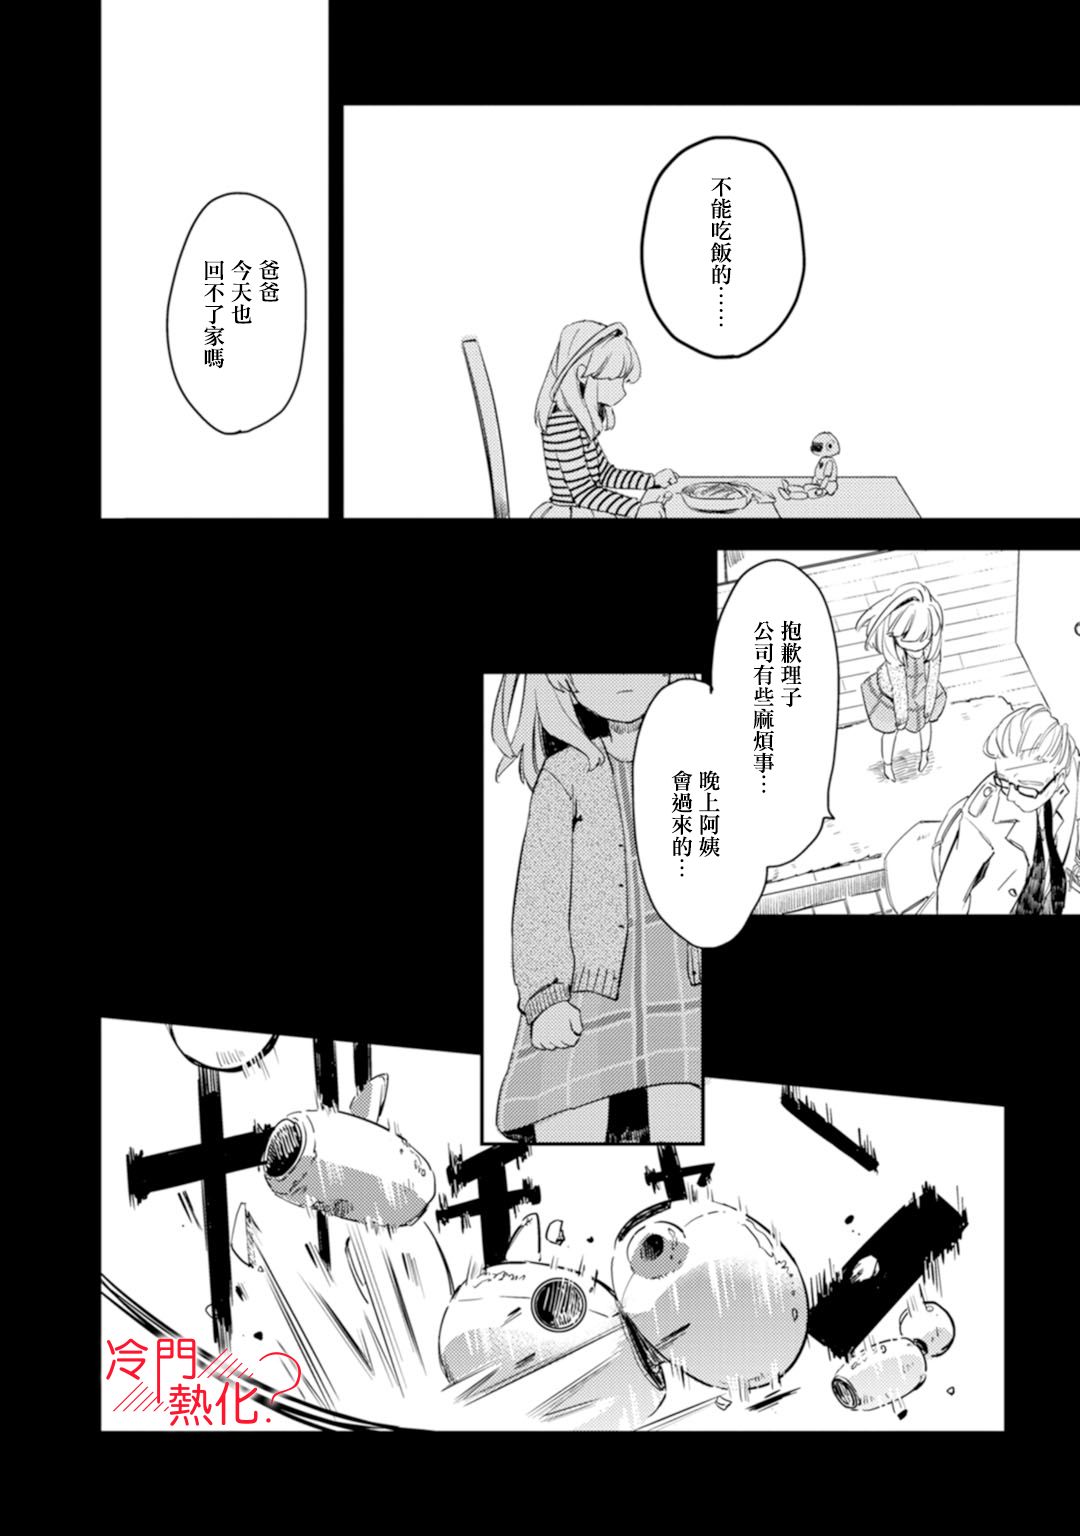 不能吃飯的……
爸爸
今天也
回不了家嗎
抱歉理子
公司有些麻煩事…
晚上阿姨
會過來的…
冷門
熱化?